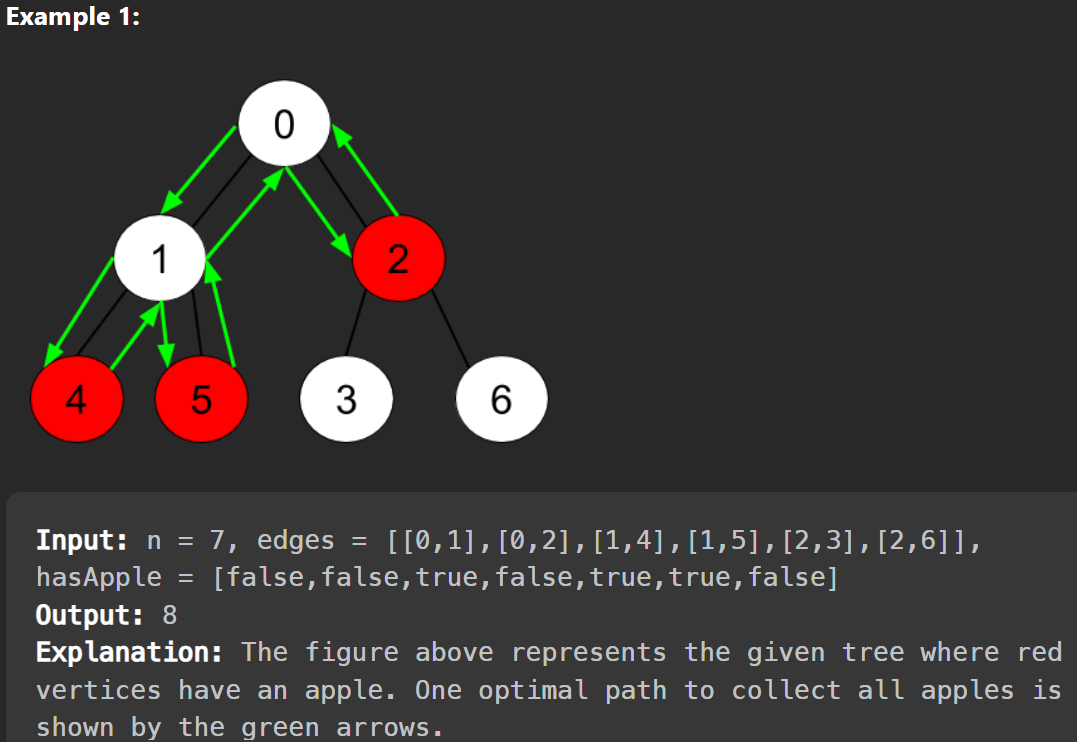 Example 1:
0
1
2
4
5
3
6
Input: n = 7, edges = [[0,1],[0,2],[1,4],[1,5],[2,3],[2,6]],
hasApple = [false,false,true,false,true,true,false]
Output: 8
Explanation: The figure above represents the given tree where red
vertices have an apple. One optimal path to collect all apples is
shown by the green arrows.